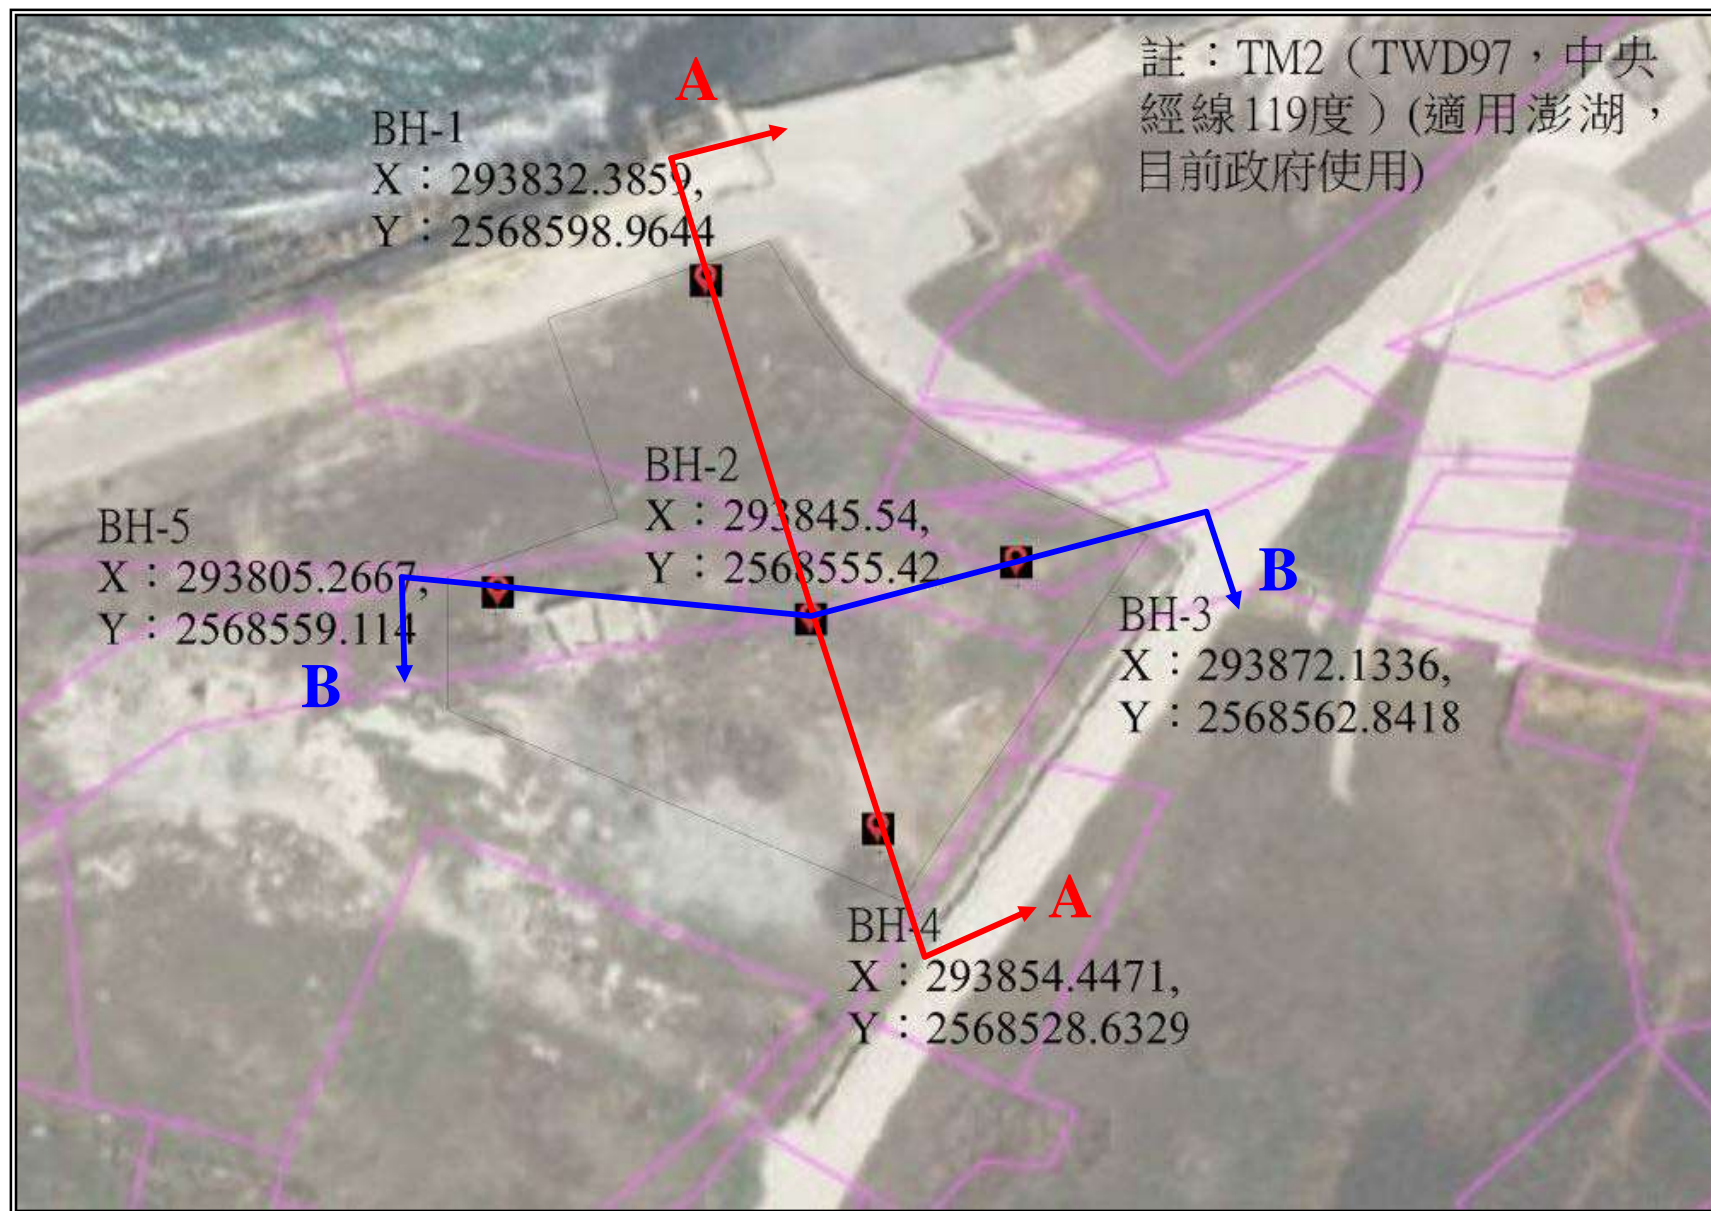 註：TM2（TWD97，中央
經線119度）(適用澎湖，
目前政府使用)
A
BH-1
X：293832.3859,
Y：2568598.9644
BH-2
X：293845.54,
Y：2568555.42
BH-5
X：293805.2667,
Y：2568559.114
B
B
BH-3
X：293872.1336,
Y：2568562.8418
A
BH-4
X：293854.4471,
Y：2568528.6329